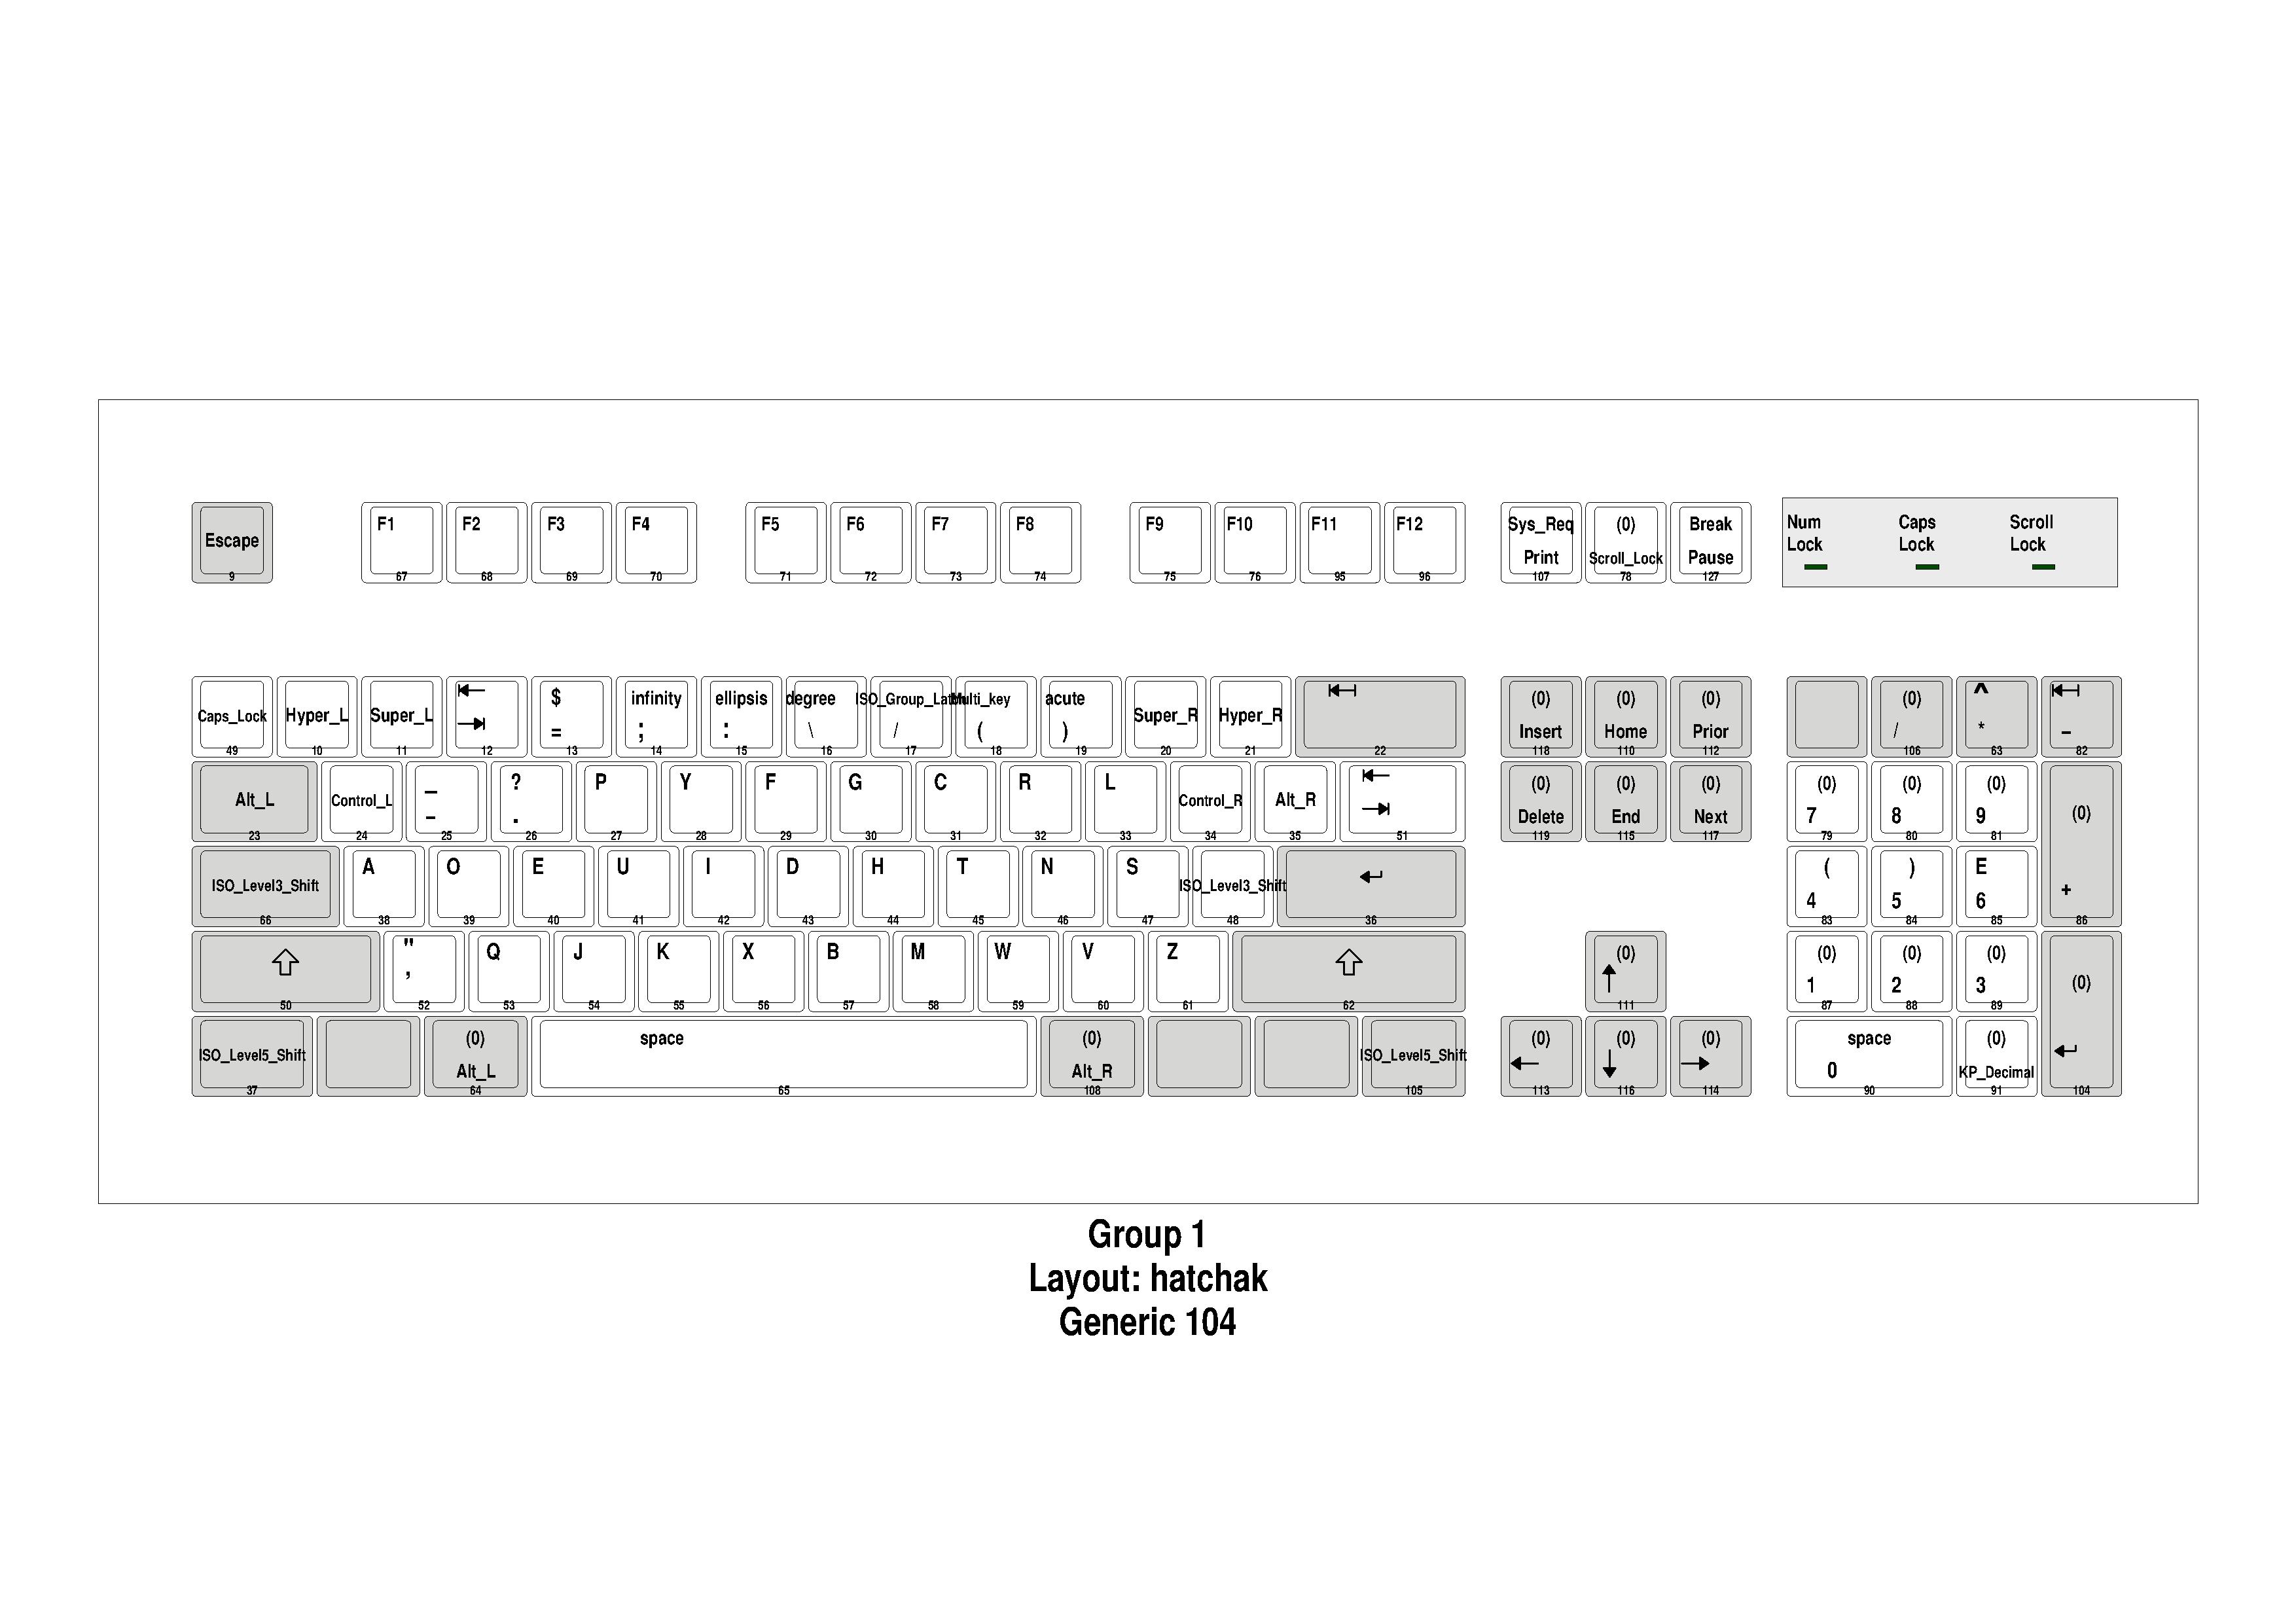 Escape F1 F2 F3 F4 F5 F6 F7 F8 F9 F10 F11 F12 Sys_Req (0) Break
Print Scroll_Lock Pause
9 67 68 69 70 71 72 73 74 75 76 95 96 107 78 127
Num Caps Scroll
Lock Lock Lock
$ infinity ellipsis degree ISO_Group_Latch Multi_key acute (0) (0) (0) (0) ^
Caps_Lock Hyper_L Super_L = ; : \ / ( ) Super_R Hyper_R Insert Home Prior / * -
49 10 11 12 13 14 15 16 17 18 19 20 21 22 118 110 112 106 63 82
_ ? P Y F G C R L (0) (0) (0) (0) (0) (0) (0)
Alt_L Control_L - . Control_R Alt_R Delete End Next 7 8 9
23 24 25 26 27 28 29 30 31 32 33 34 35 51 119 115 117 79 80 81
A O E U I D H T N S ( ) E
ISO_Level3_Shift ISO_Level3_Shift 4 5 6 +
66 38 39 40 41 42 43 44 45 46 47 48 36 83 84 85 86
" Q J K X B M W V Z (0) (0) (0) (0) (0)
, 1 2 3
50 52 53 54 55 56 57 58 59 60 61 62 111 87 88 89
(0) space (0) (0) (0) (0) space (0)
ISO_Level5_Shift Alt_L Alt_R ISO_Level5_Shift 0 KP_Decimal
37 64 65 108 105 113 116 114 90 91 104
Group 1
Layout: hatchak
Generic 104